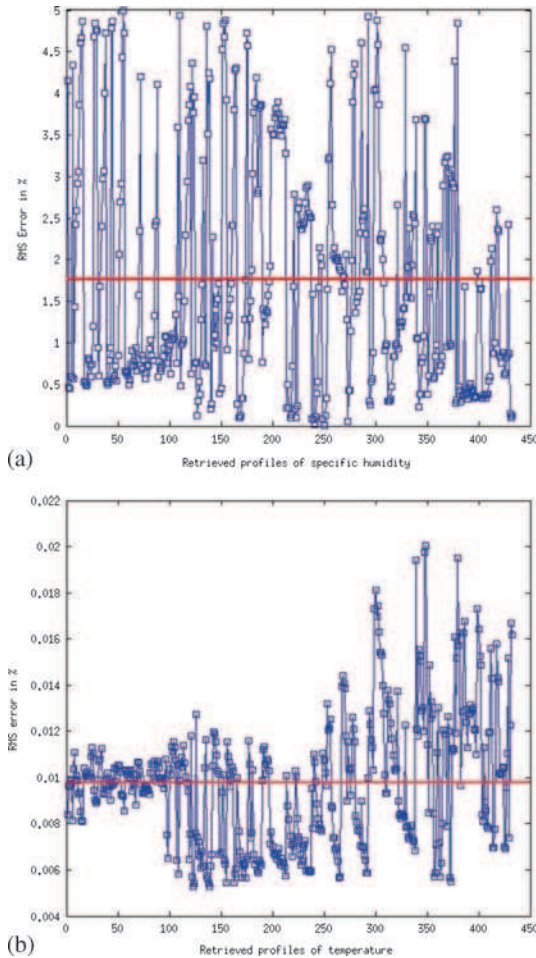 5
4.5
4
3.5
3
2.5
2
1.5
1
0.5
0
RMS Error in %
0 50 100 150 200 250 300 350 400 450
(a)
Retrieved profiles of specific humidity
0.022
0.02
0.018
0.016
0.014
0.012
0.01
0.008
0.006
0.004
RMS error in %
0 50 100 150 200 250 300 350 400 450
(b)
Retrieved profiles of temperature